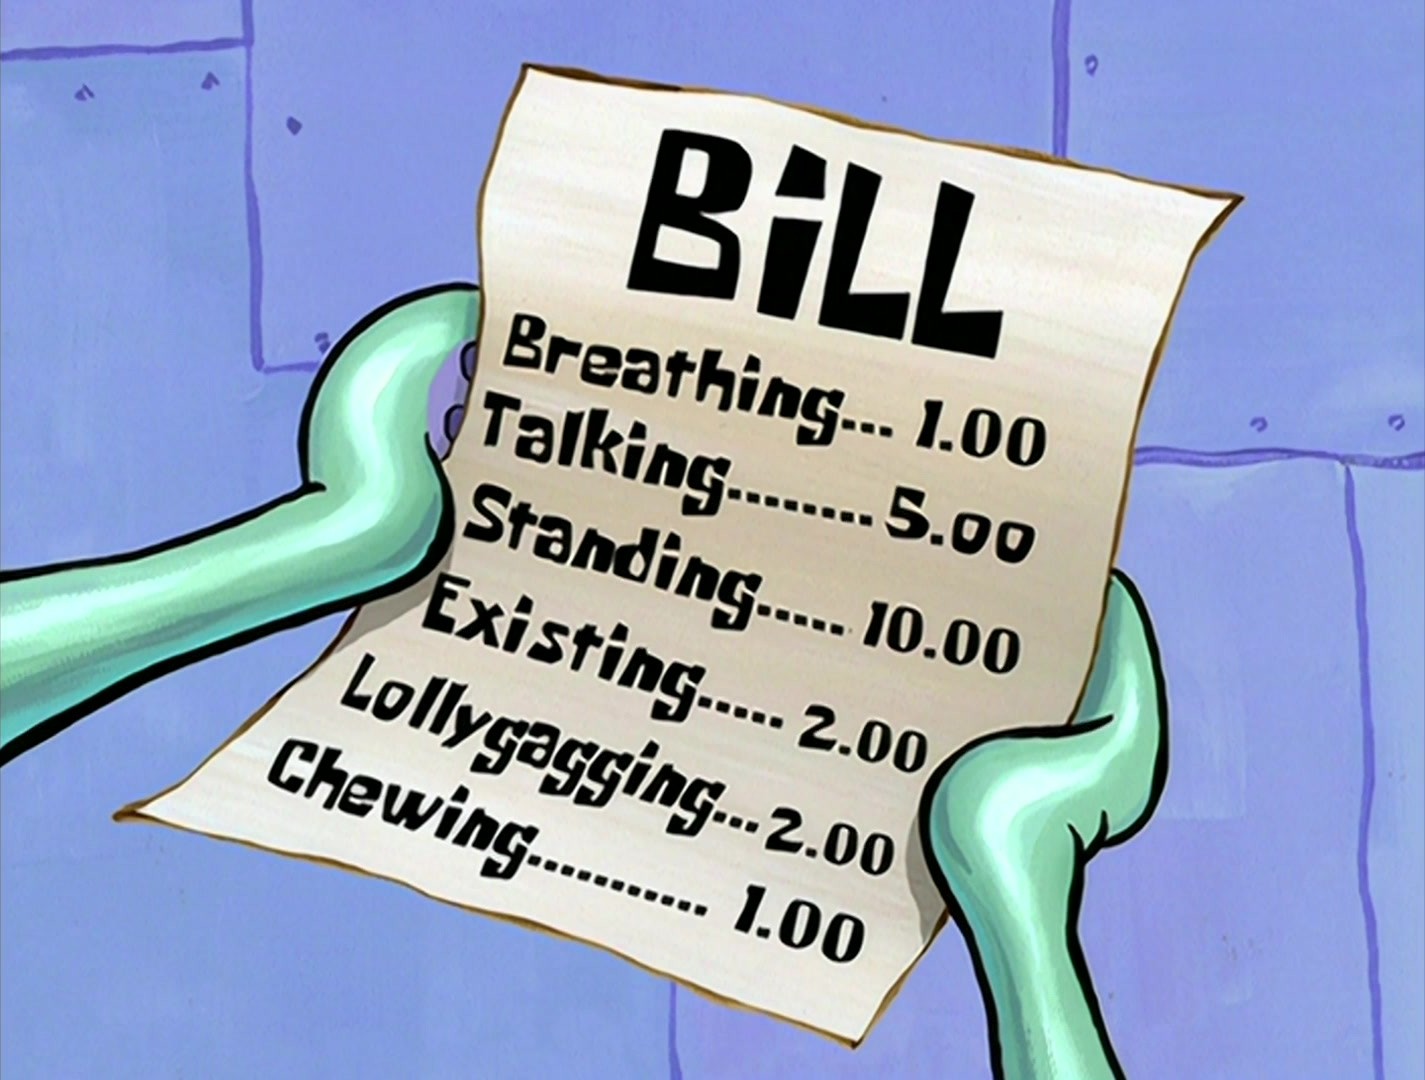 BiLL
Breathing... 1.00
Talking......... 5.00
Standing..... 10.00
Existing..... 2.00
Lollygagging... 2.00
Chewing........... 1.00